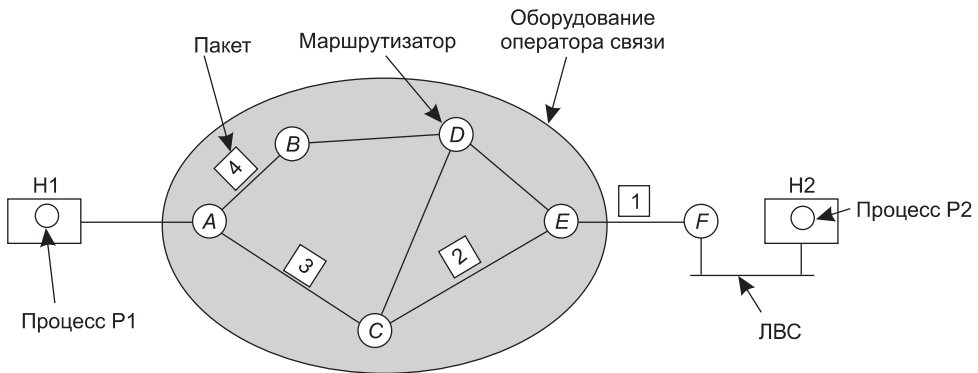 Оборудование
оператора связи
Пакет
Маршрутизатор
B
D
4
H1
A
E
1
F
H2
Процесс P2
3
2
C
Процесс P1
ЛВС